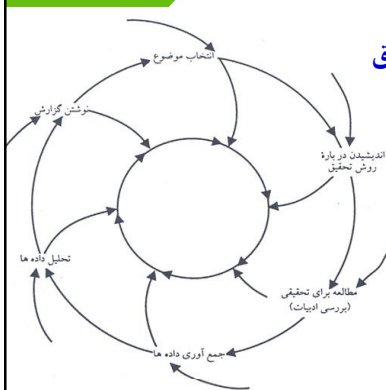 انتخاب موضوع
اندیشیدن در بارهٔ
روش تحقیق
مطالعه برای تحقیقی
(بررسی ادبیات)
جمع آوری داده ها
تحلیل داده ها
نوشتن گزارش